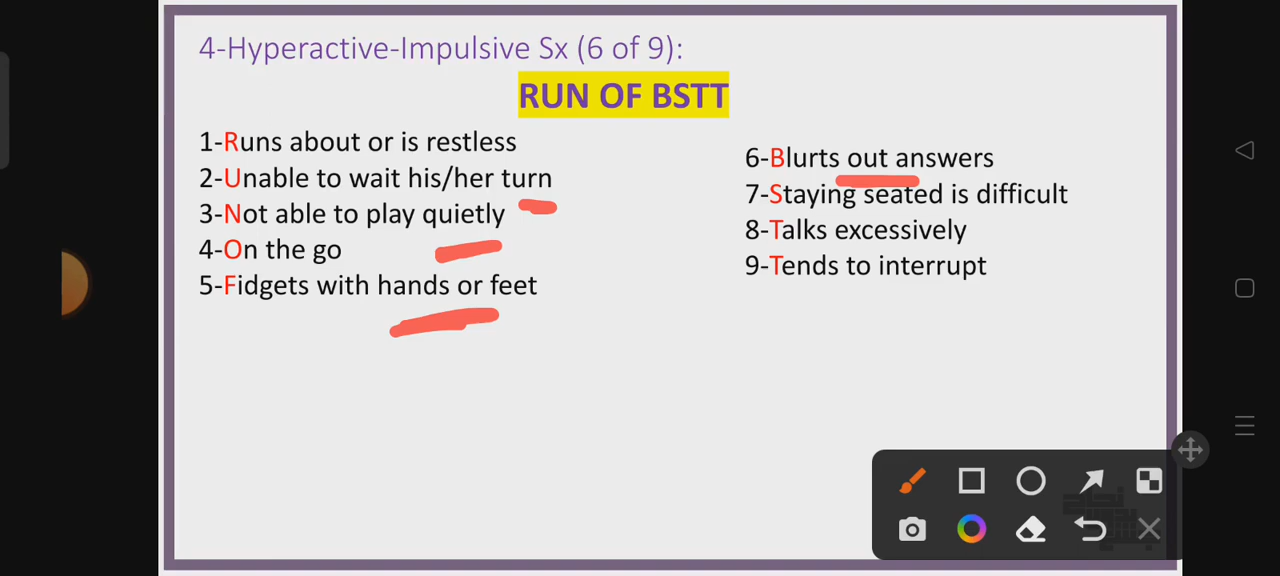 4-Hyperactive-Impulsive Sx (6 of 9):
RUN OF BSTT
1-Runs about or is restless
2-Unable to wait his/her turn
3-Not able to play quietly
4-On the go
5-Fidgets with hands or feet
6-Blurts out answers
7-Staying seated is difficult
8-Talks excessively
9-Tends to interrupt